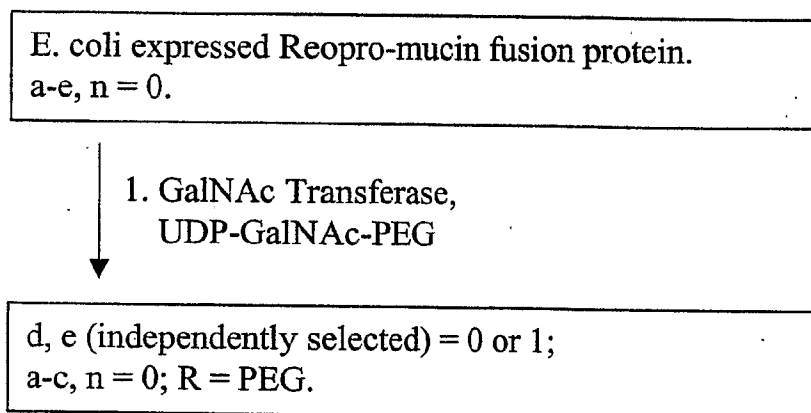 E. coli expressed Reopro-mucin fusion protein.
a-e, n = 0.
1. GalNAc Transferase,
UDP-GalNAc-PEG
d, e (independently selected) = 0 or 1;
a-c, n = 0; R = PEG.